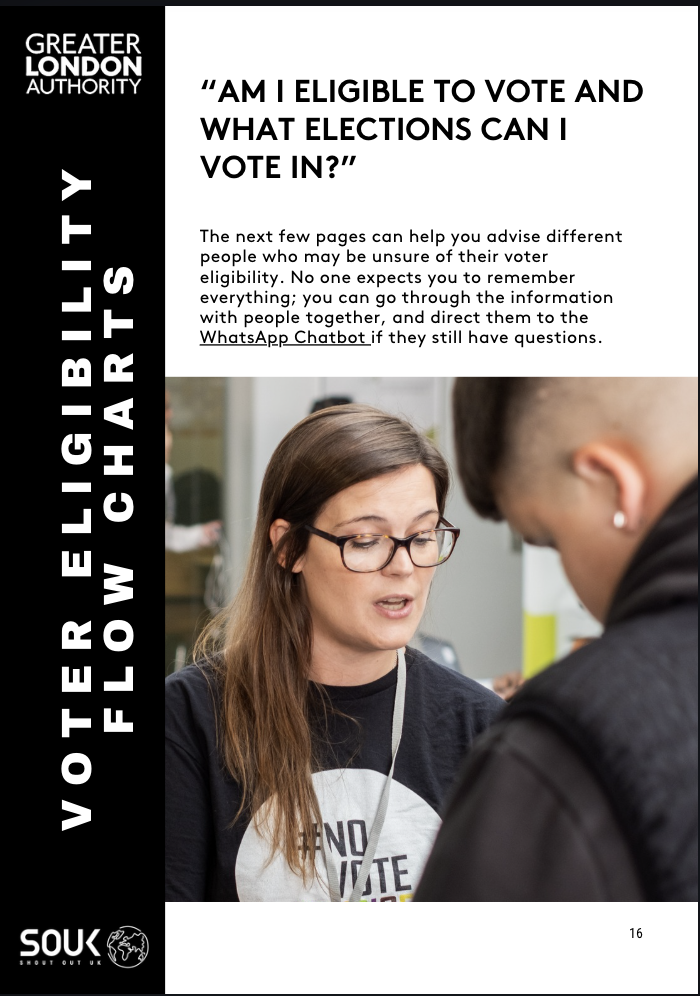 GREATER
LONDON
AUTHORITY
VOTER ELIGIBILITY
FLOW CHARTS
SOUK
SHOUT OUT UK
“AM I ELIGIBLE TO VOTE AND
WHAT ELECTIONS CAN I
VOTE IN?”
The next few pages can help you advise different
people who may be unsure of their voter
eligibility. No one expects you to remember
everything; you can go through the information
with people together, and direct them to the
WhatsApp Chatbot if they still have questions.
#NO
VOTE
16